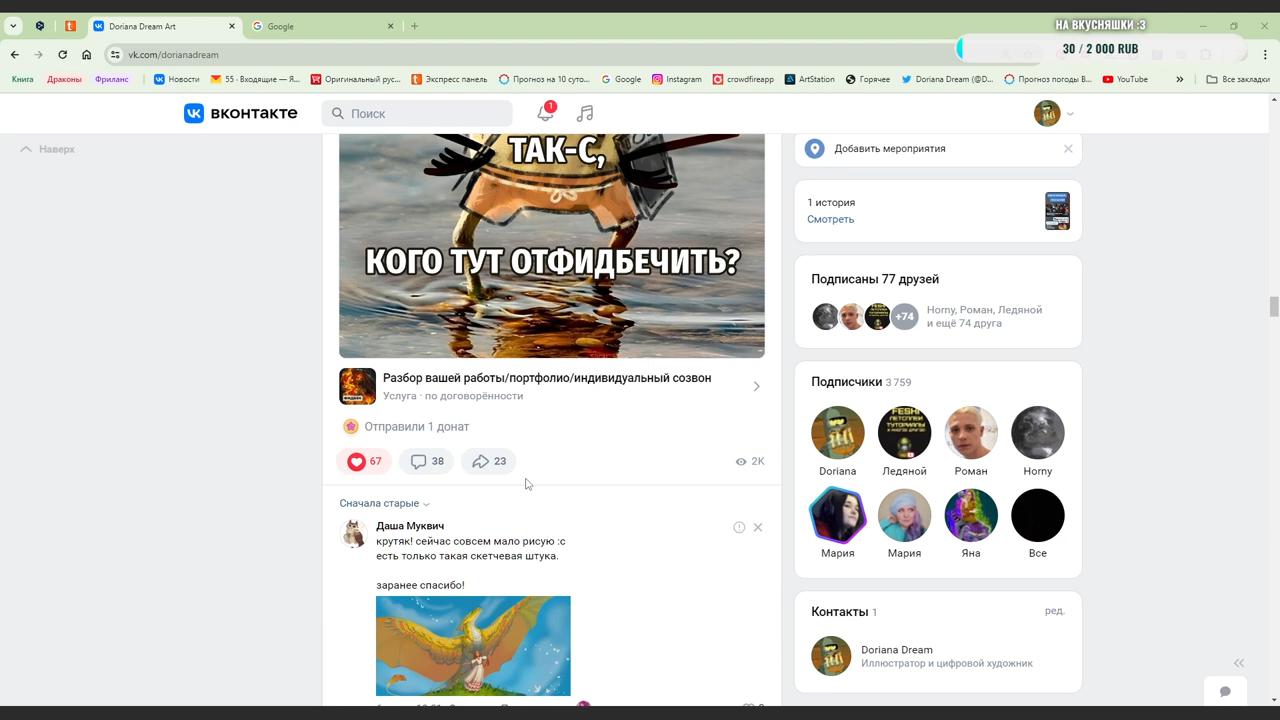 НА ВКУСНЯШКИ :3
Doriana Dream Art
Google
30 / 2 000 RUB
vk.com/dorianadream
Книга
Драконы
Фриланс
Новости
55 · Входящие — Я...
Оригинальный рус...
Экспресс панель
Прогноз на 10 суто...
Google
Instagram
crowdfireapp
ArtStation
Горячее
Doriana Dream (@D...
Прогноз погоды В...
YouTube
Все закладки
вконтакте
Поиск
1
Наверх
ТАК-С,
КОГО ТУТ ОТФИДБЕЧИТЬ?
Разбор вашей работы/портфолио/индивидуальный созвон
Услуга · по договорённости
Отправили 1 донат
67
38
23
2K
Сначала старые
Даша Муквич
крутяк! сейчас совсем мало рисую :с
есть только такая скетчевая штука.
заранее спасибо!
Добавить мероприятия
1 история
Смотреть
Подписаны 77 друзей
+74
Horny, Роман, Ледяной
и ещё 74 друга
Подписчики 3 759
FESHI
Doriana
Ледяной
Роман
Horny
Мария
Мария
Яна
Все
Контакты 1
ред.
Doriana Dream
Иллюстратор и цифровой художник